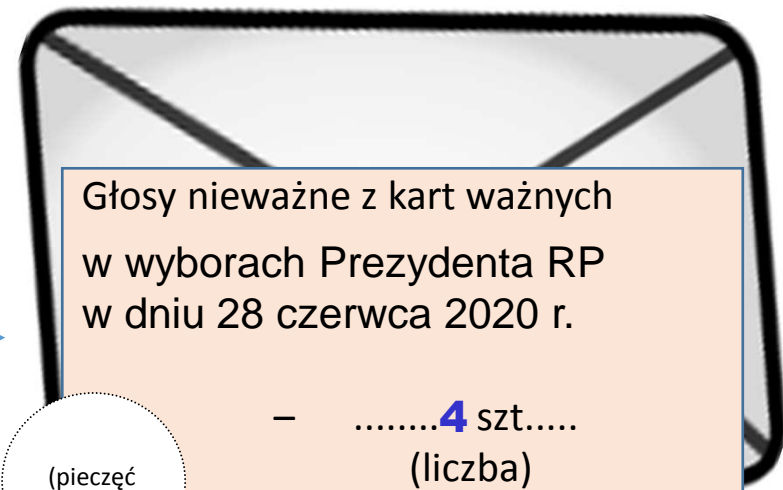 Głosy nieważne z kart ważnych
w wyborach Prezydenta RP
w dniu 28 czerwca 2020 r.
– ........4 szt.....
(liczba)
(pieczęć